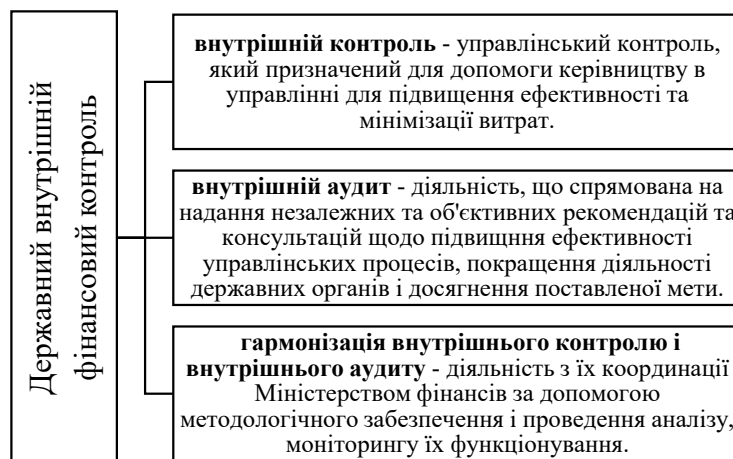 Державний внутрішній
фінансовий контроль
внутрішній контроль - управлінський контроль,
який призначений для допомоги керівництву в
управлінні для підвищення ефективності та
мінімізації витрат.
внутрішній аудит - діяльність, що спрямована на
надання незалежних та об'єктивних рекомендацій та
консультацій щодо підвищння ефективності
управлінських процесів, покращення діяльності
державних органів і досягнення поставленої мети.
гармонізація внутрішнього контролю і
внутрішнього аудиту - діяльність з їх координації
Міністерством фінансів за допомогою
методологічного забезпечення і проведення аналізу,
моніторингу їх функціонування.